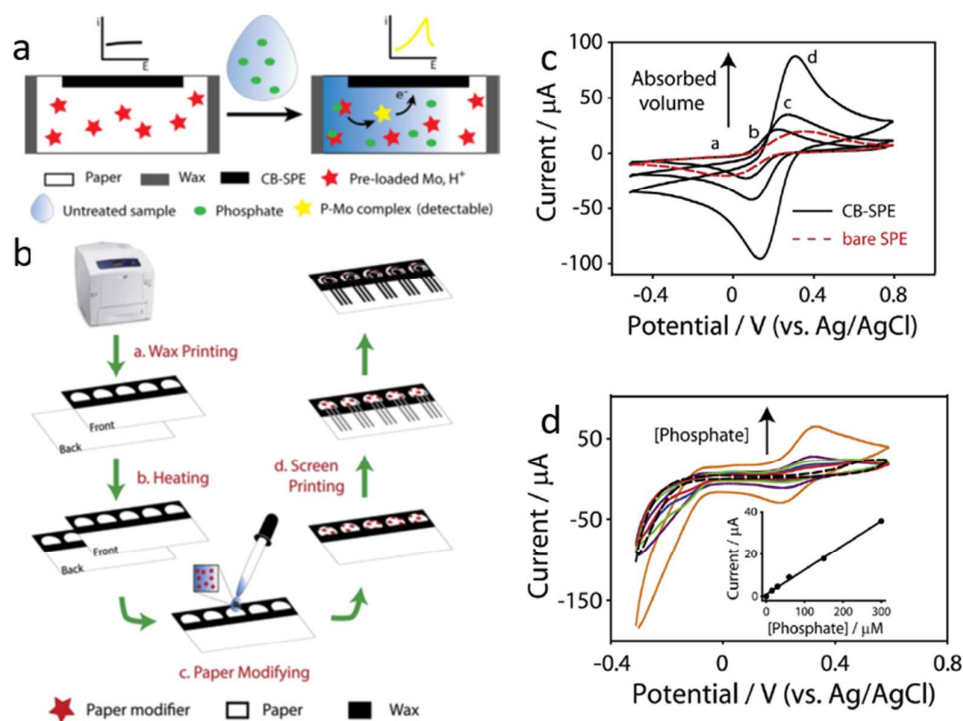 a
i
E
i
E
e⁻
Paper
Wax
CB-SPE
Pre-loaded Mo, H⁺
Untreated sample
Phosphate
P-Mo complex (detectable)
b
a. Wax Printing
Front
Back
b. Heating
Front
Back
c. Paper Modifying
d. Screen
Printing
Paper modifier
Paper
Wax
c
100
50
0
-50
-100
Current / µA
Absorbed
volume
a
b
c
d
CB-SPE
bare SPE
-0.4
0
0.4
0.8
Potential / V (vs. Ag/AgCl)
d
50
-50
-150
Current / µA
[Phosphate]
40
20
0
Current / µA
0
100
200
300
[Phosphate] / µM
-0.4
0
0.4
0.8
Potential / V (vs. Ag/AgCl)